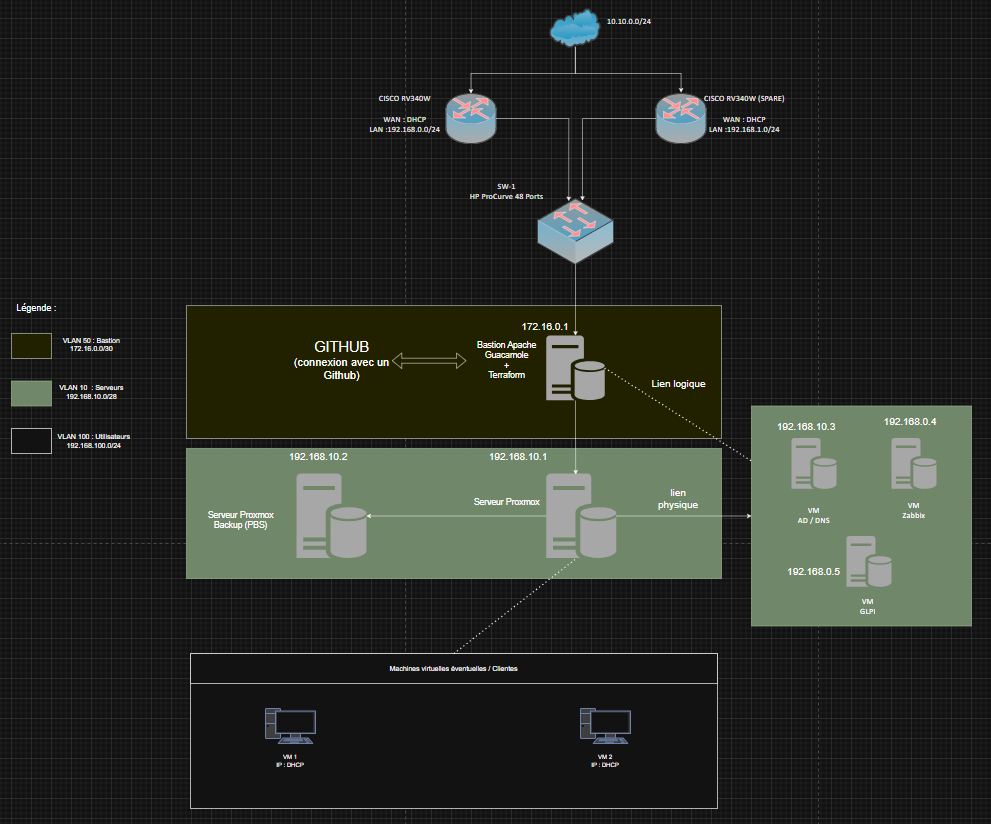 10.10.0.0/24
CISCO RV340W
WAN : DHCP
LAN :192.168.0.0/24
CISCO RV340W (SPARE)
WAN : DHCP
LAN :192.168.1.0/24
SW-1
HP ProCurve 48 Ports
Légende :
VLAN 50 : Bastion
172.16.0.0/30
VLAN 10 : Serveurs
192.168.10.0/28
VLAN 100 : Utilisateurs
192.168.100.0/24
172.16.0.1
GITHUB
(connexion avec un
Github)
Bastion Apache
Guacamole
+
Terraform
Lien logique
192.168.10.2
192.168.10.1
Serveur Proxmox
Backup (PBS)
Serveur Proxmox
lien
physique
192.168.10.3
192.168.0.4
VM
AD / DNS
VM
Zabbix
192.168.0.5
VM
GLPI
Machines virtuelles éventuelles / Clientes
VM 1
IP : DHCP
VM 2
IP : DHCP